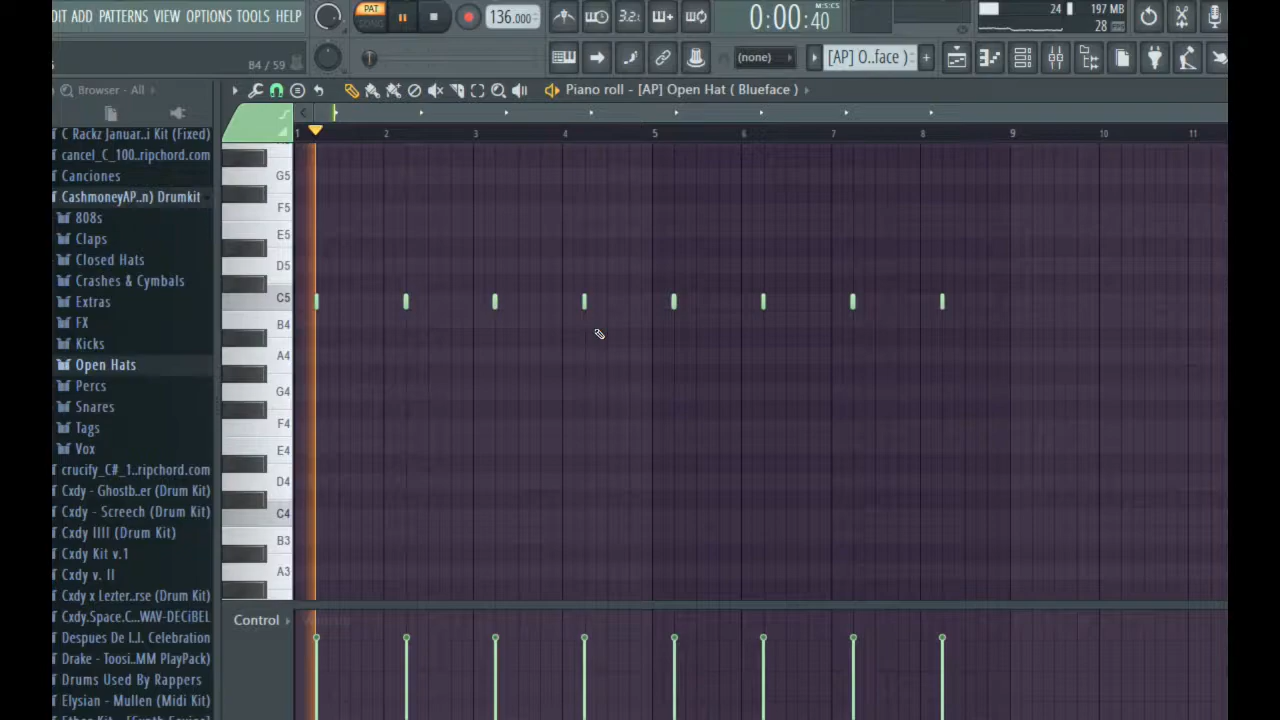 DIT ADD PATTERNS VIEW OPTIONS TOOLS HELP
PAT
SONG
136.000
3.2.
0:00:40
M:S:CS
24
197 MB
28
B4 / 59
(none)
[AP] O..face )
Browser - All
Piano roll - [AP] Open Hat ( Blueface )
1 2 3 4 5 6 7 8 9 10 11
C Rackz Januar..i Kit (Fixed)
cancel_C_100..ripchord.com
Canciones
CashmoneyAP..n) Drumkit
808s
Claps
Closed Hats
Crashes & Cymbals
Extras
FX
Kicks
Open Hats
Percs
Snares
Tags
Vox
crucify_C#_1..ripchord.com
Cxdy - Ghostb..er (Drum Kit)
Cxdy - Screech (Drum Kit)
Cxdy IIII (Drum Kit)
Cxdy Kit v.1
Cxdy v. II
Cxdy x Lezter..rse (Drum Kit)
Cxdy.Space.C...WAV-DECiBEL
Despues De l.I. Celebration
Drake - Toosi..MM PlayPack)
Drums Used By Rappers
Elysian - Mullen (Midi Kit)
G5
F5
E5
D5
C5
B4
A4
G4
F4
E4
D4
C4
B3
A3
Control